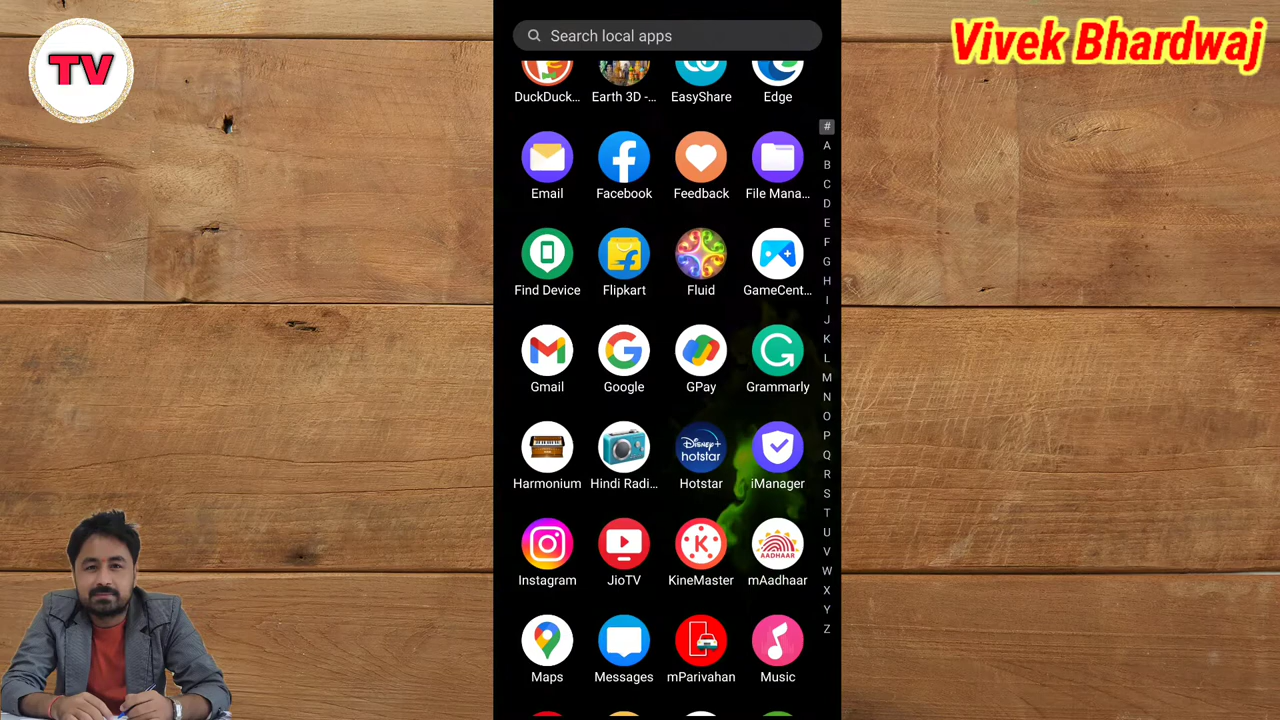 TV
Vivek Bhardwaj
Search local apps
DuckDuck... Earth 3D -... EasyShare Edge
Email Facebook Feedback File Mana...
Find Device Flipkart Fluid GameCent...
Gmail Google GPay Grammarly
Disney+
hotstar
Harmonium Hindi Radi... Hotstar iManager
K
AADHAAR
Instagram JioTV KineMaster mAadhaar
Maps Messages mParivahan Music
#
A
B
C
D
E
F
G
H
I
J
K
L
M
N
O
P
Q
R
S
T
U
V
W
X
Y
Z